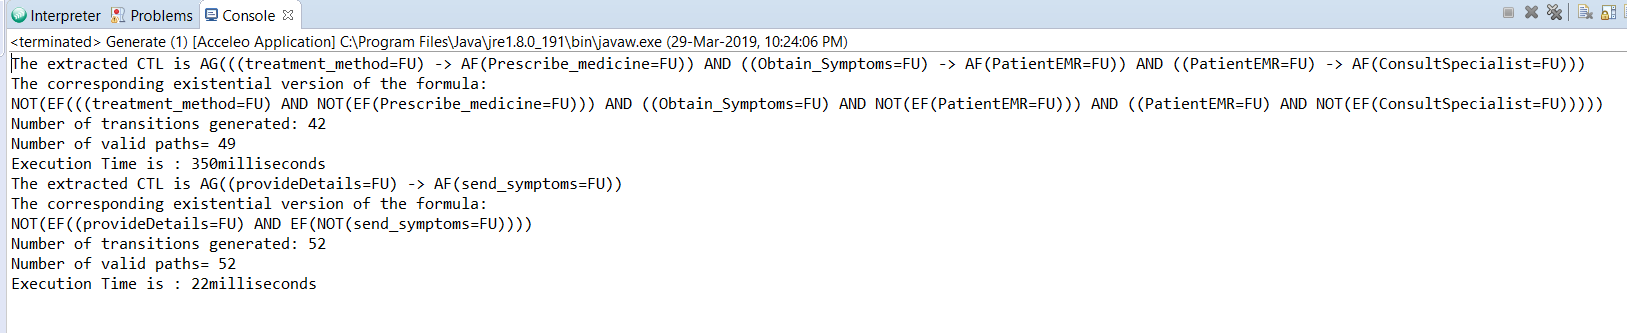 Interpreter Problems Console
<terminated> Generate (1) [Acceleo Application] C:\Program Files\Java\jre1.8.0_191\bin\javaw.exe (29-Mar-2019, 10:24:06 PM)
The extracted CTL is AG(((treatment_method=FU) -> AF(Prescribe_medicine=FU)) AND ((Obtain_Symptoms=FU) -> AF(PatientEMR=FU)) AND ((PatientEMR=FU) -> AF(ConsultSpecialist=FU)))
The corresponding existential version of the formula:
NOT(EF(((treatment_method=FU) AND NOT(EF(Prescribe_medicine=FU))) AND ((Obtain_Symptoms=FU) AND NOT(EF(PatientEMR=FU))) AND ((PatientEMR=FU) AND NOT(EF(ConsultSpecialist=FU)))))
Number of transitions generated: 42
Number of valid paths= 49
Execution Time is : 350milliseconds
The extracted CTL is AG((provideDetails=FU) -> AF(send_symptoms=FU))
The corresponding existential version of the formula:
NOT(EF((provideDetails=FU) AND EF(NOT(send_symptoms=FU))))
Number of transitions generated: 52
Number of valid paths= 52
Execution Time is : 22milliseconds